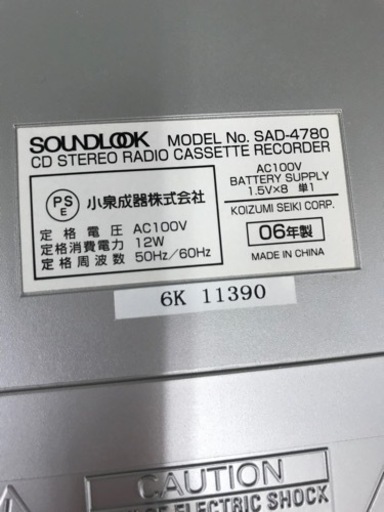 SOUNDLOOK MODEL No. SAD-4780
CD STEREO RADIO CASSETTE RECORDER
PS
E
小泉成器株式会社
定格電圧 AC100V
定格消費電力 12W
定格周波数 50Hz/60Hz
AC100V
BATTERY SUPPLY
1.5V×8 単1
KOIZUMI SEIKI CORP.
06年製
MADE IN CHINA
6K 11390
CAUTION
OF ELECTRIC SHOCK